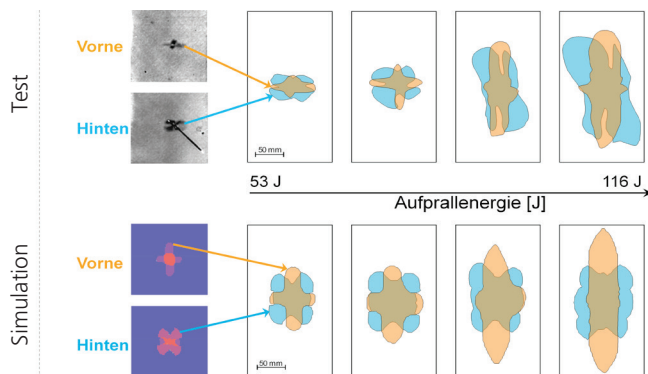 Test
Vorne
Hinten
50 mm
53 J
116 J
Aufprallenergie [J]
Simulation
Vorne
Hinten
50 mm